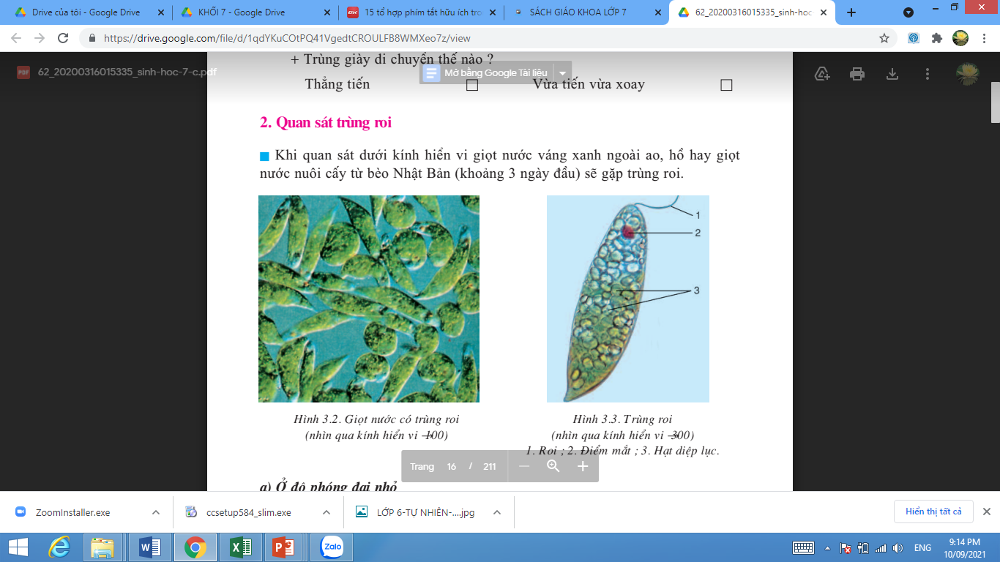 Drive của tôi - Google Drive
KHỐI 7 - Google Drive
15 tổ hợp phím tắt hữu ích tro
SÁCH GIÁO KHOA LỚP 7
62_20200316015335_sinh-hoc
https://drive.google.com/file/d/1qdYKuCOtPQ41VgedtCROULFB8WMXeo7z/view
+ Trùng giày di chuyển thế nào ?
PDF 62_20200316015335_sinh-hoc-7-c.pdf
Mở bằng Google Tài liệu
Thẳng tiến Vừa tiến vừa xoay
2. Quan sát trùng roi
Khi quan sát dưới kính hiển vi giọt nước váng xanh ngoài ao, hồ hay giọt
nước nuôi cấy từ bèo Nhật Bản (khoảng 3 ngày đầu) sẽ gặp trùng roi.
1
2
3
Hình 3.2. Giọt nước có trùng roi
(nhìn qua kính hiển vi 100)
Hình 3.3. Trùng roi
(nhìn qua kính hiển vi 300)
1. Roi ; 2. Điểm mắt ; 3. Hạt diệp lục.
Trang 16 / 211
a) Ở độ phóng đại nhỏ
ZoomInstaller.exe
ccsetup584_slim.exe
LỚP 6-TỰ NHIÊN-....jpg
Hiển thị tất cả
Zalo
ENG
9:14 PM
10/09/2021